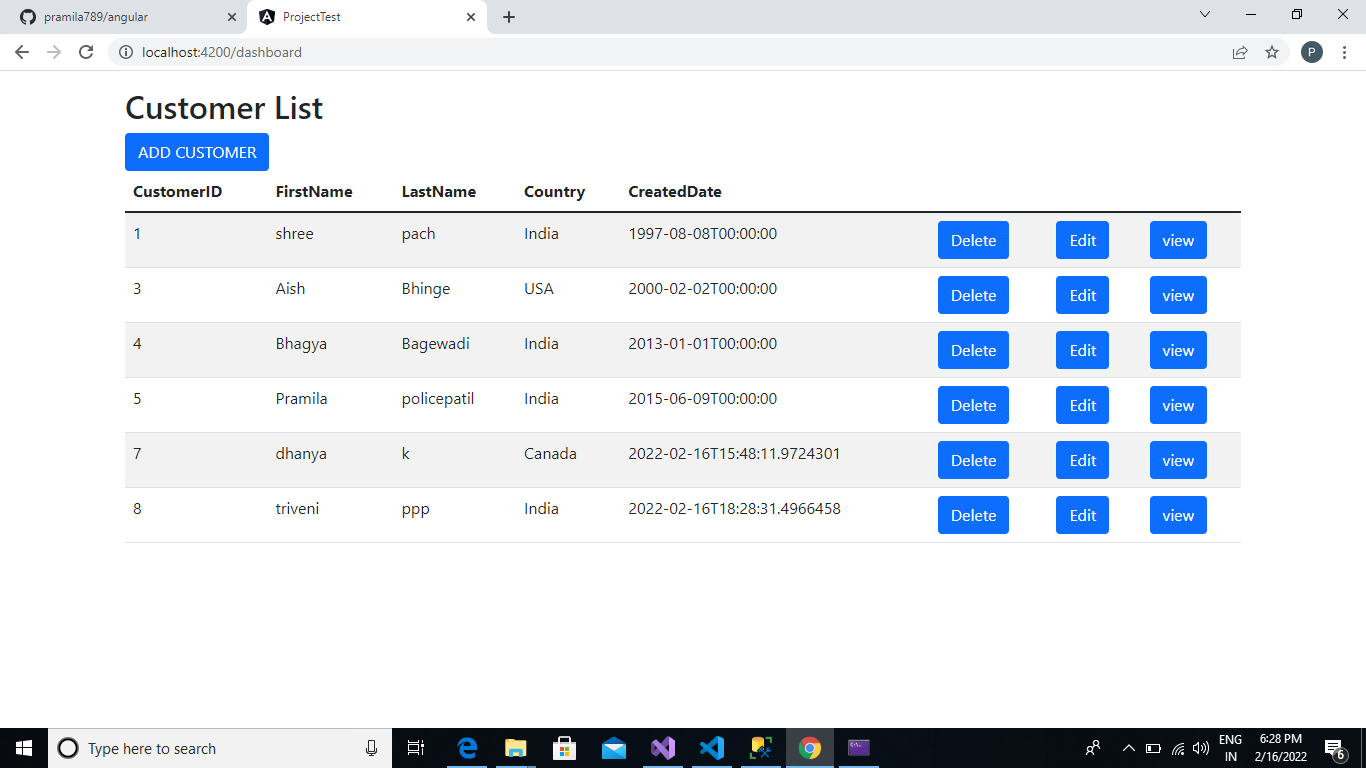 pramila789/angular
ProjectTest
localhost:4200/dashboard
P
Customer List
ADD CUSTOMER
CustomerID FirstName LastName Country CreatedDate
1 shree pach India 1997-08-08T00:00:00 Delete Edit view
3 Aish Bhinge USA 2000-02-02T00:00:00 Delete Edit view
4 Bhagya Bagewadi India 2013-01-01T00:00:00 Delete Edit view
5 Pramila policepatil India 2015-06-09T00:00:00 Delete Edit view
7 dhanya k Canada 2022-02-16T15:48:11.9724301 Delete Edit view
8 triveni ppp India 2022-02-16T18:28:31.4966458 Delete Edit view
Type here to search
ENG
IN
6:28 PM
2/16/2022
6